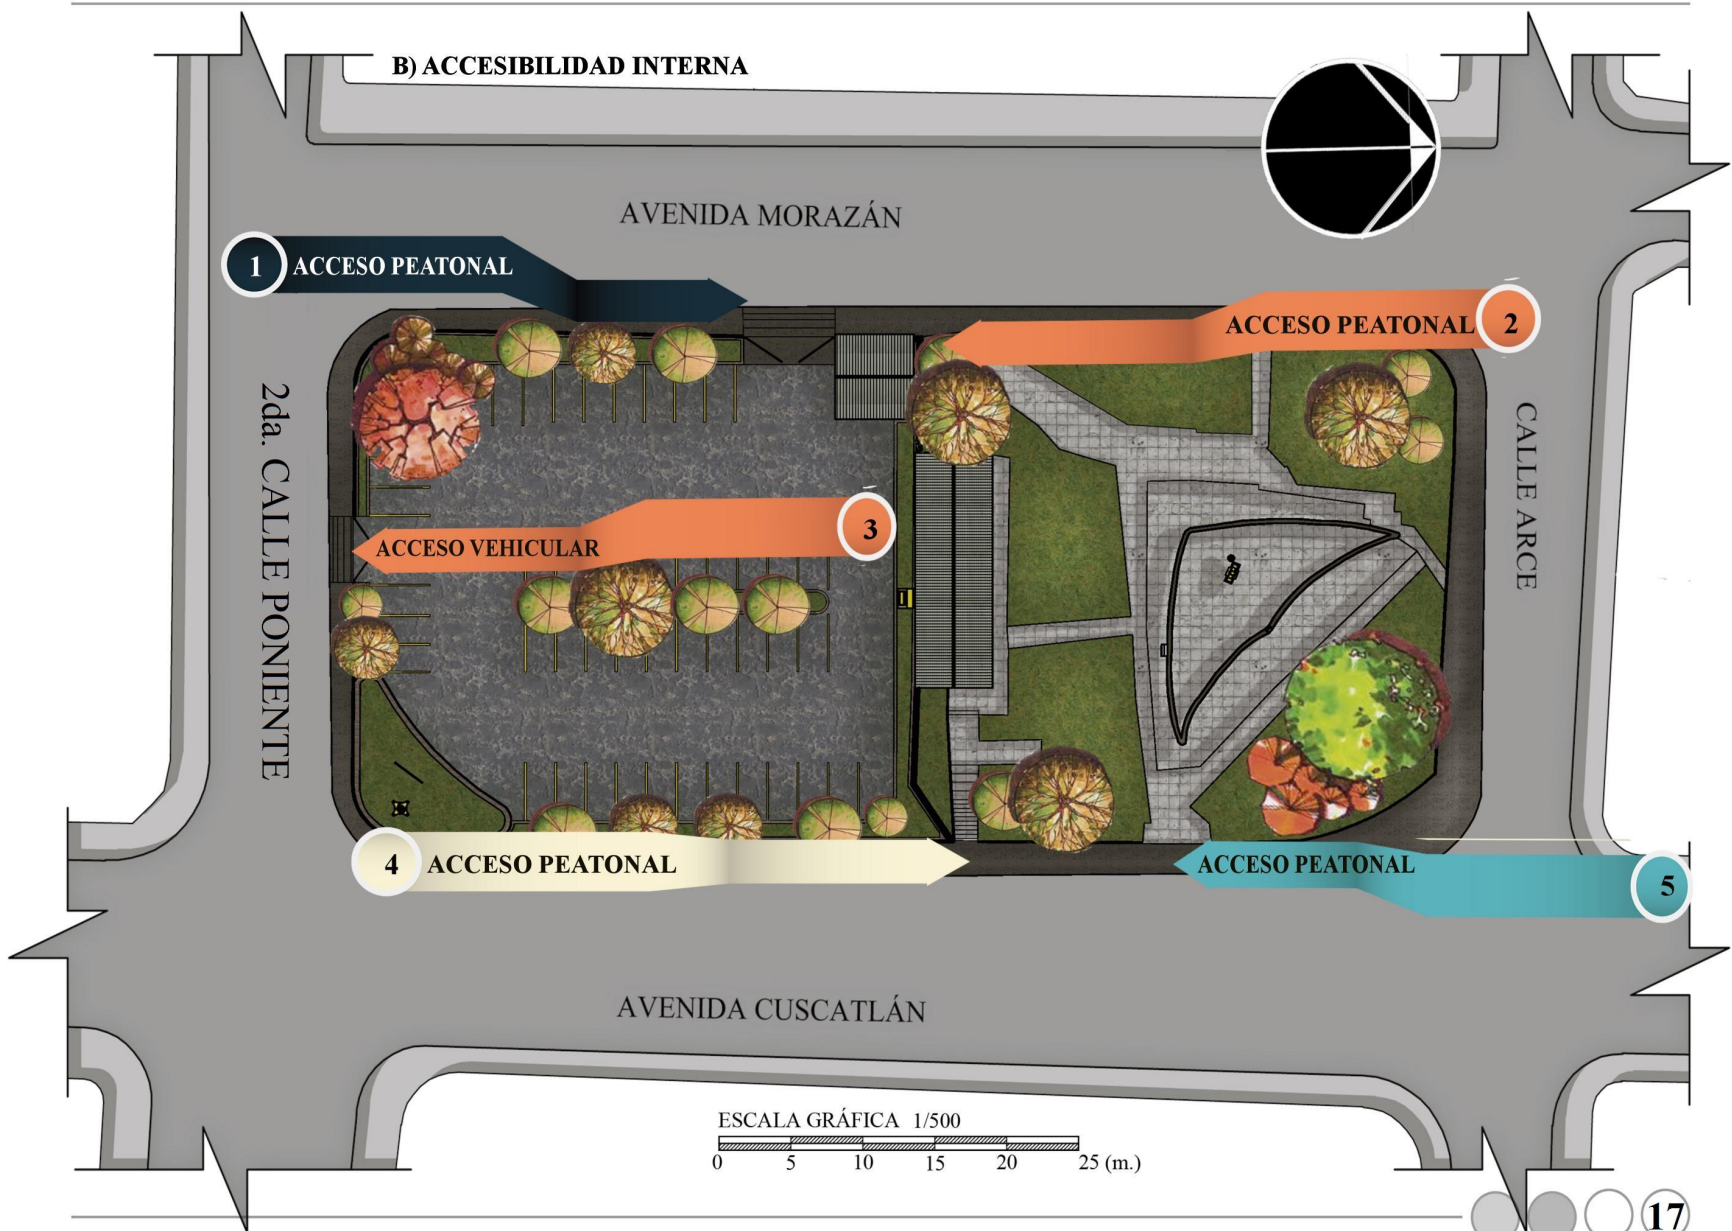 B) ACCESIBILIDAD INTERNA
AVENIDA MORAZÁN
1 ACCESO PEATONAL
ACCESO PEATONAL 2
2da. CALLE PONIENTE
CALLE ARCE
3
ACCESO VEHICULAR
4 ACCESO PEATONAL
ACCESO PEATONAL
5
AVENIDA CUSCATLÁN
ESCALA GRÁFICA 1/500
0 5 10 15 20 25 (m.)
17